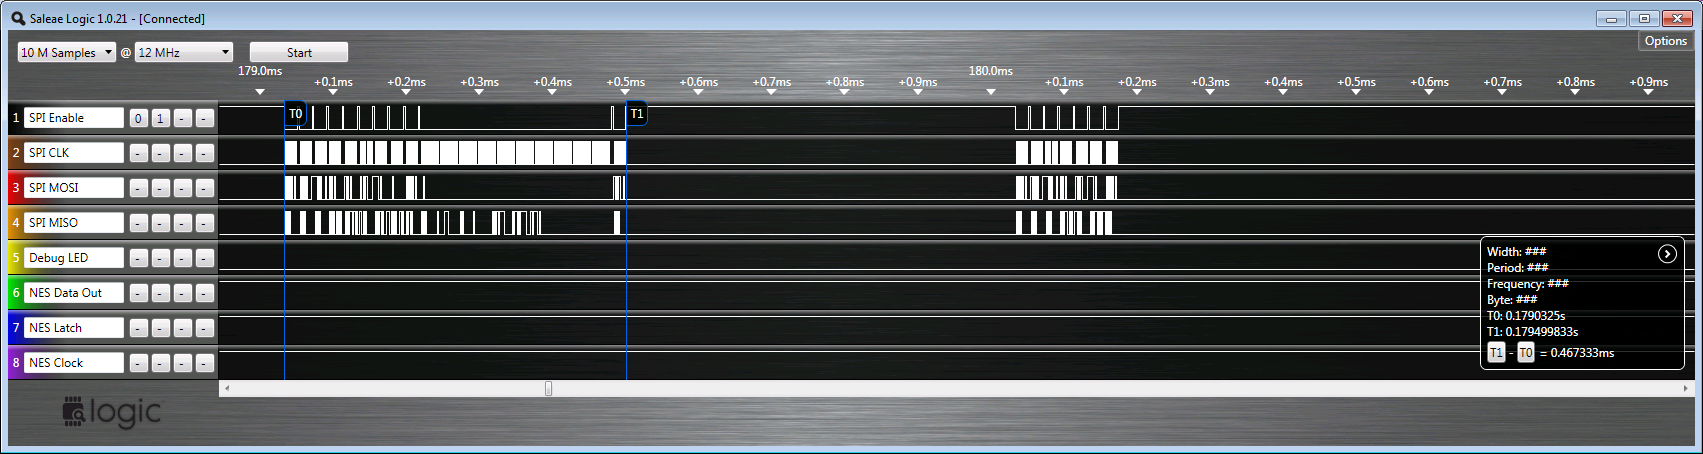 Saleae Logic 1.0.21 - [Connected]
Options
10 M Samples @ 12 MHz Start
179.0ms 180.0ms
+0.1ms +0.2ms +0.3ms +0.4ms +0.5ms +0.6ms +0.7ms +0.8ms +0.9ms +0.1ms +0.2ms +0.3ms +0.4ms +0.5ms +0.6ms +0.7ms +0.8ms +0.9ms
1 SPI Enable 0 1 - - T0 T1
2 SPI CLK - - - -
3 SPI MOSI - - - -
4 SPI MISO - - - -
5 Debug LED - - - -
6 NES Data Out - - - -
7 NES Latch - - - -
8 NES Clock - - - -
Width: ###
Period: ###
Frequency: ###
Byte: ###
T0: 0.1790325s
T1: 0.179499833s
T1 - T0 = 0.467333ms
logic